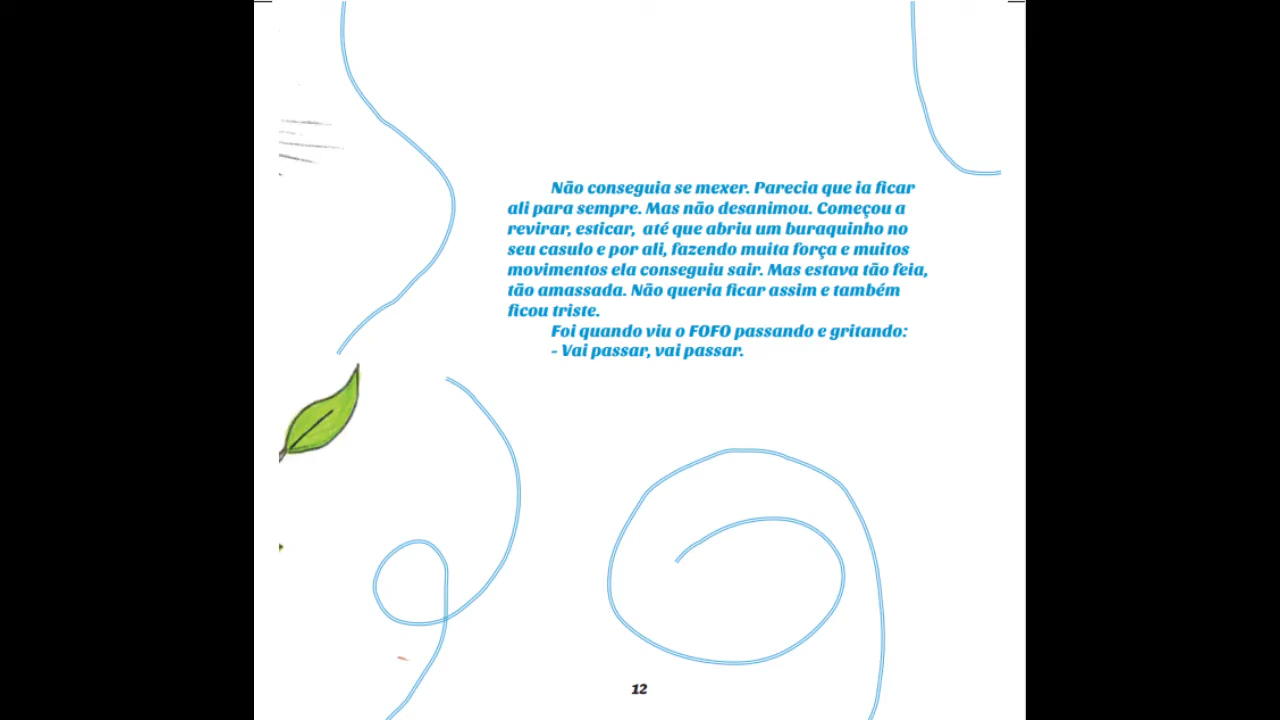 Não conseguia se mexer. Parecia que ia ficar
ali para sempre. Mas não desanimou. Começou a
revirar, esticar,  até que abriu um buraquinho no
seu casulo e por ali, fazendo muita força e muitos
movimentos ela conseguiu sair. Mas estava tão feia,
tão amassada. Não queria ficar assim e também
ficou triste.
Foi quando viu o FOFO passando e gritando:
- Vai passar, vai passar.
12